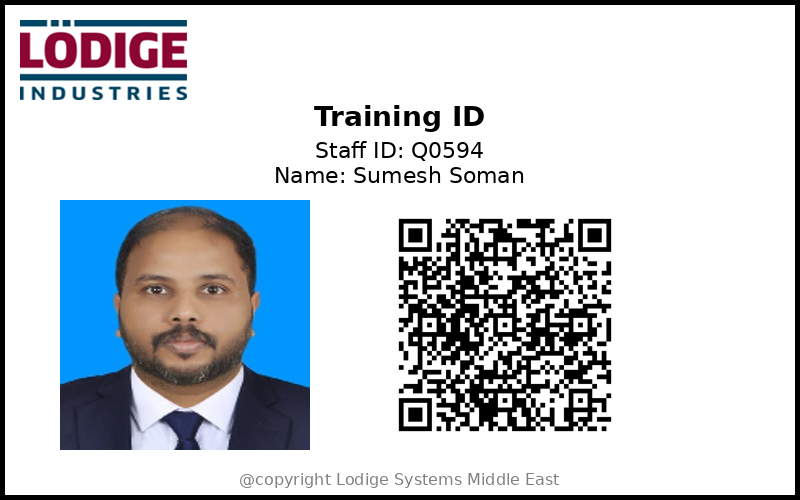 LÖDIGE
INDUSTRIES
Training ID
Staff ID: Q0594
Name: Sumesh Soman
@copyright Lodige Systems Middle East